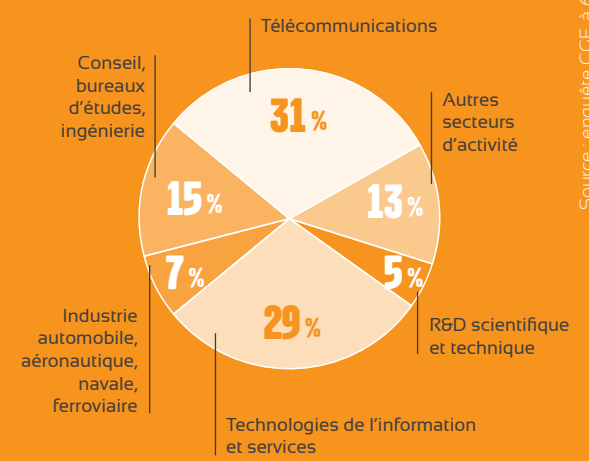 Télécommunications
Conseil,
bureaux
d'études,
ingénierie
31 %
Autres
secteurs
d'activité
15 %
13 %
7 %
5 %
29 %
Industrie
automobile,
aéronautique,
navale,
ferroviaire
R&D scientifique
et technique
Technologies de l'information
et services
Source : enquête CGE à 6